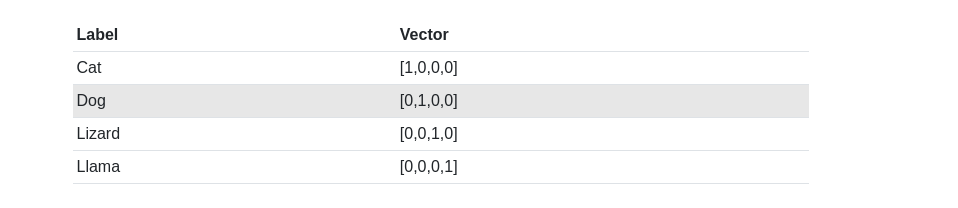 Label Vector
Cat [1,0,0,0]
Dog [0,1,0,0]
Lizard [0,0,1,0]
Llama [0,0,0,1]